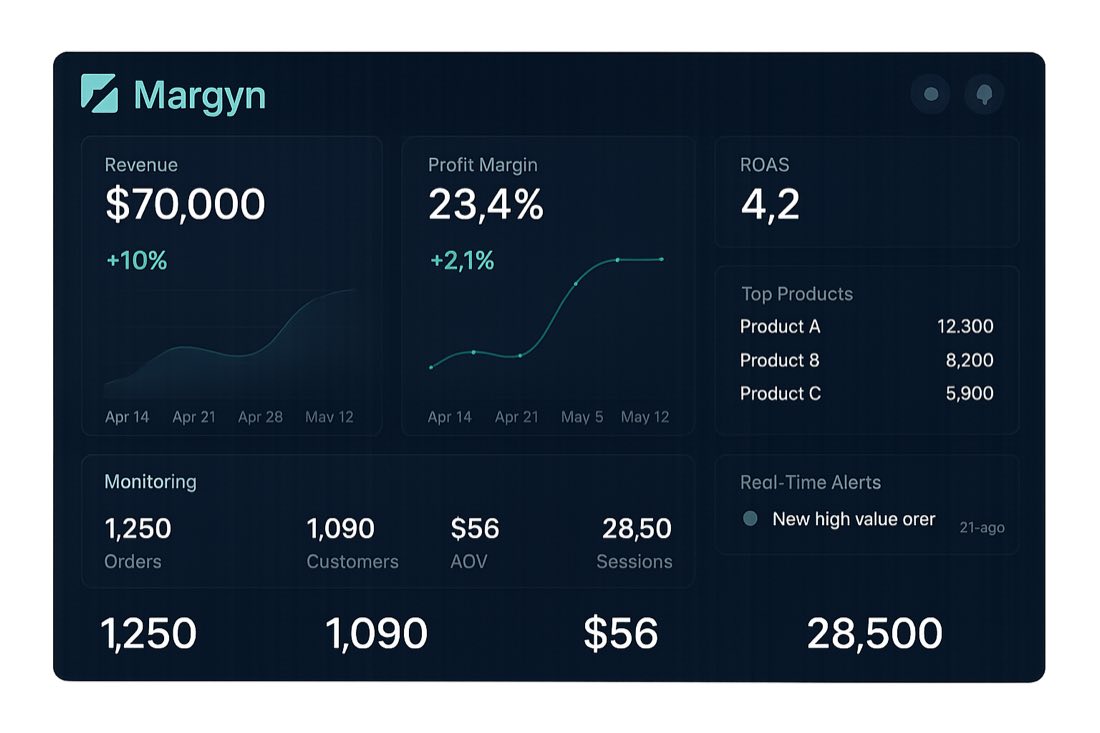 Margyn
Revenue
$70,000
+10%
Apr 14 Apr 21 Apr 28 Mav 12
Profit Margin
23,4%
+2,1%
Apr 14 Apr 21 May 5 May 12
ROAS
4,2
Top Products
Product A 12.300
Product 8 8,200
Product C 5,900
Monitoring
1,250 1,090 $56 28,50
Orders Customers AOV Sessions
Real-Time Alerts
New high value orer 21-ago
1,250 1,090 $56 28,500